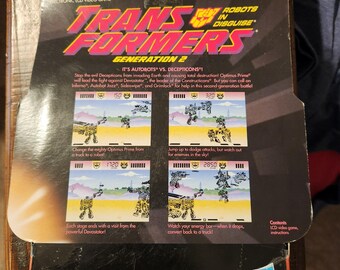 TRANS
FORMERS
ROBOTS
IN
DISGUISE
GENERATION 2
IT'S AUTOBOTS VS. DECEPTICONS!
Stop the evil Decepticons from invading Earth and causing total destruction! Optimus Prime
will lead the fight against Devastator, the leader of the Constructicons! But you can call on
Inferno, Autobot Jazz, Sideswipe, and Grimlock for help in this second generation battle!
Change the mighty Optimus Prime from
a truck to a robot!
Jump up to dodge attacks, but watch out
for enemies in the sky!
1720
2850
Each stage ends with a visit from the
powerful Devastator!
Watch your energy bar—when it drops,
convert back to a truck!
Contents:
LCD video game,
instructions